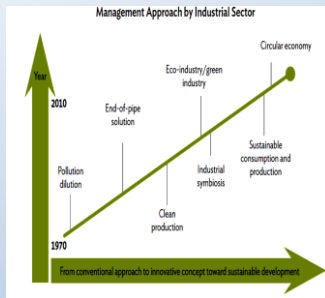 Management Approach by Industrial Sector
Circular economy
Eco-industry/green
industry
Year
2010
End-of-pipe
solution
Sustainable
consumption and
production
Industrial
symbiosis
Pollution
dilution
Clean
production
1970
From conventional approach to innovative concept toward sustainable development